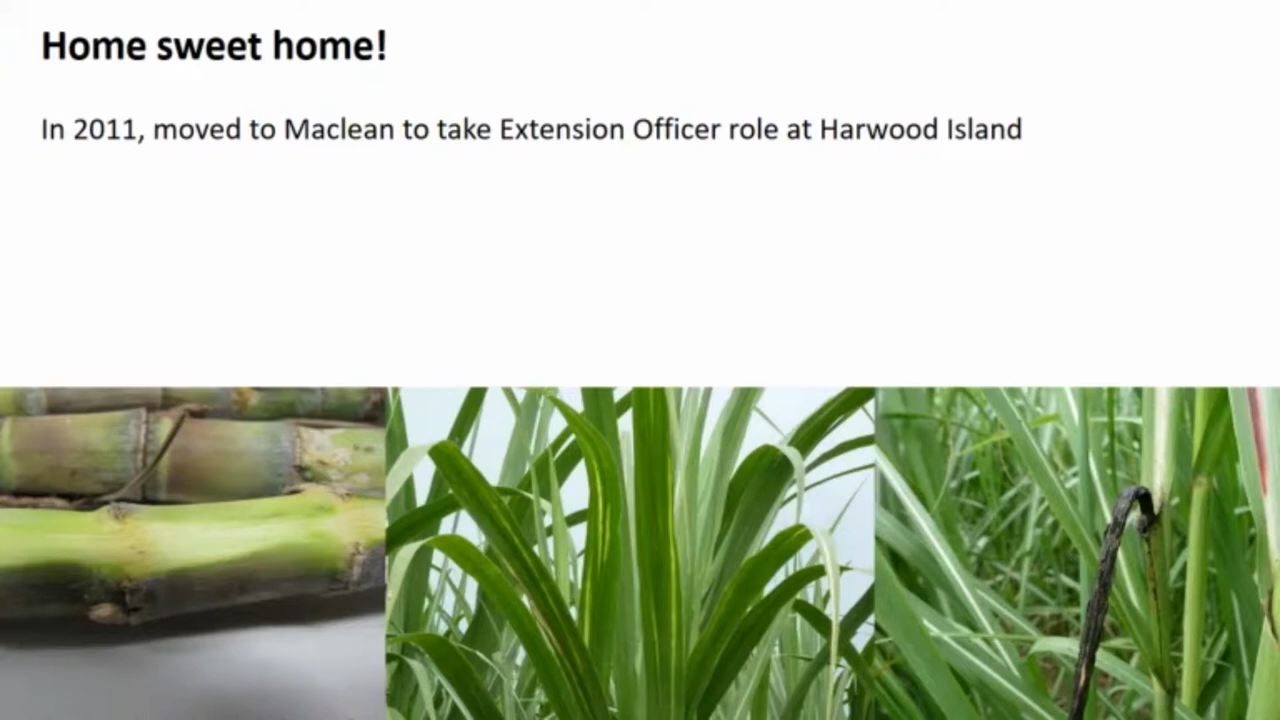 Home sweet home!
In 2011, moved to Maclean to take Extension Officer role at Harwood Island